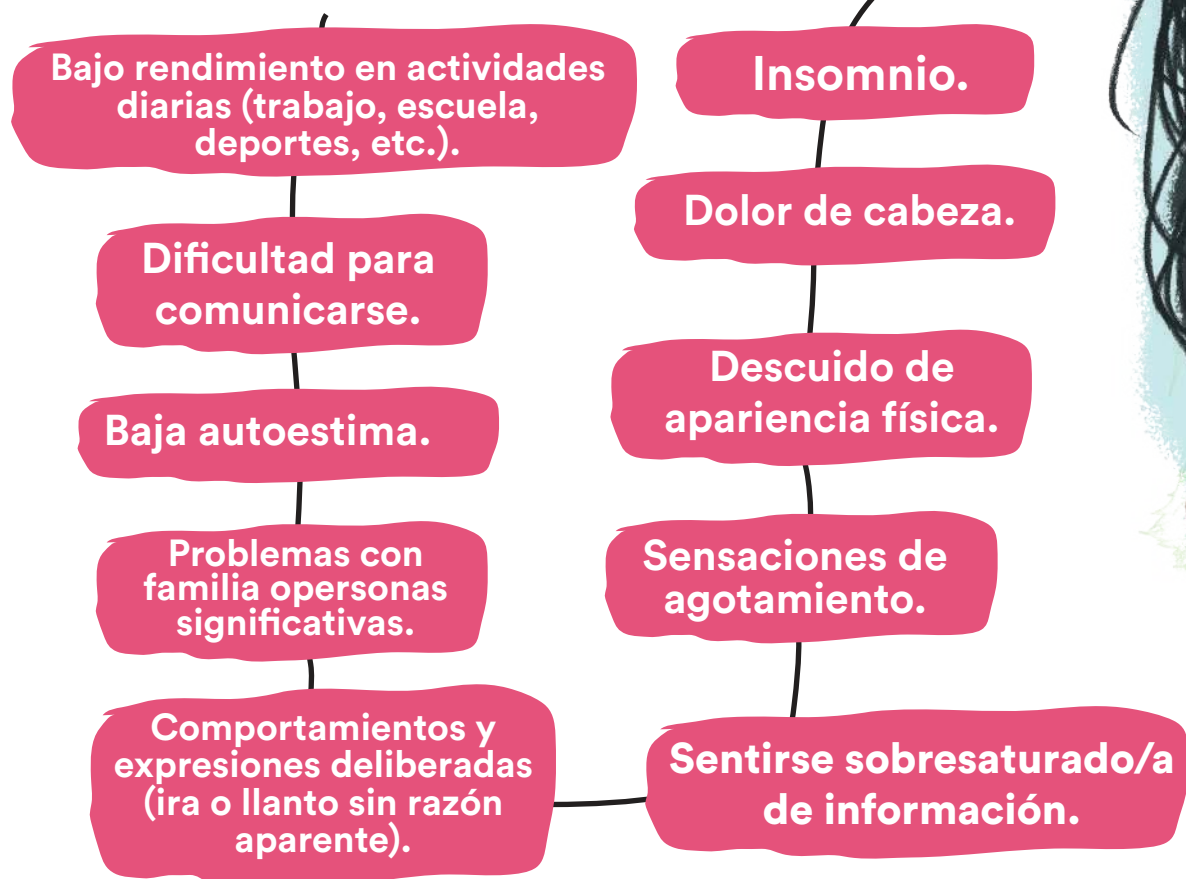 Bajo rendimiento en actividades
diarias (trabajo, escuela,
deportes, etc.).
Dificultad para
comunicarse.
Baja autoestima.
Problemas con
familia opersonas
significativas.
Comportamientos y
expresiones deliberadas
(ira o llanto sin razón
aparente).
Insomnio.
Dolor de cabeza.
Descuido de
apariencia física.
Sensaciones de
agotamiento.
Sentirse sobresaturado/a
de información.